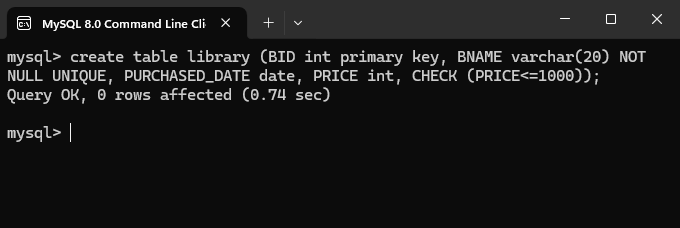 MySQL 8.0 Command Line Clie
mysql> create table library (BID int primary key, BNAME varchar(20) NOT
NULL UNIQUE, PURCHASED_DATE date, PRICE int, CHECK (PRICE<=1000));
Query OK, 0 rows affected (0.74 sec)
mysql>